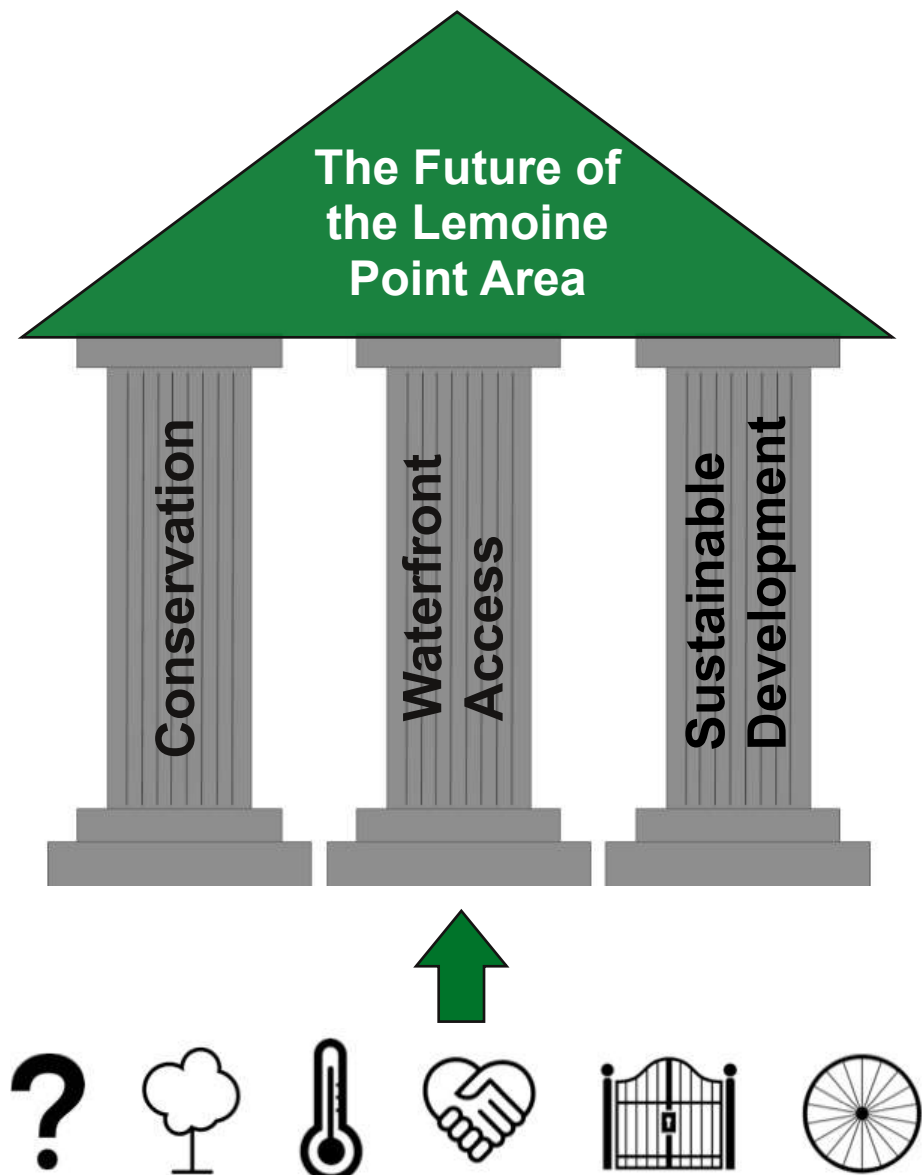 The Future of
the Lemoine
Point Area
Conservation
Waterfront
Access
Sustainable
Development
?